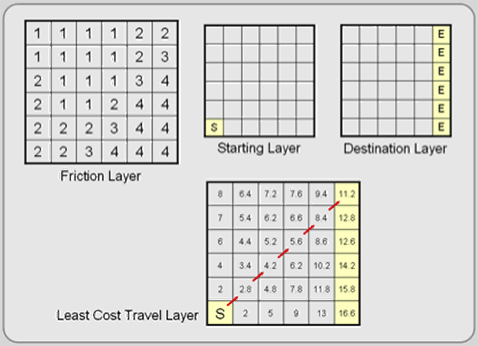 1 1 1 1 2 2
1 1 1 1 2 3
2 1 1 1 3 4
2 1 1 2 4 4
2 2 2 3 4 4
2 2 3 4 4 4
Friction Layer
S
Starting Layer
E
E
E
E
E
E
Destination Layer
8 6.4 7.2 7.6 9.4 11.2
7 5.4 6.2 6.6 8.4 12.8
6 4.4 5.2 5.6 8.6 12.6
4 3.4 4.2 6.2 10.2 14.2
2 2.8 4.8 7.8 11.8 15.8
S 2 5 9 13 16.6
Least Cost Travel Layer